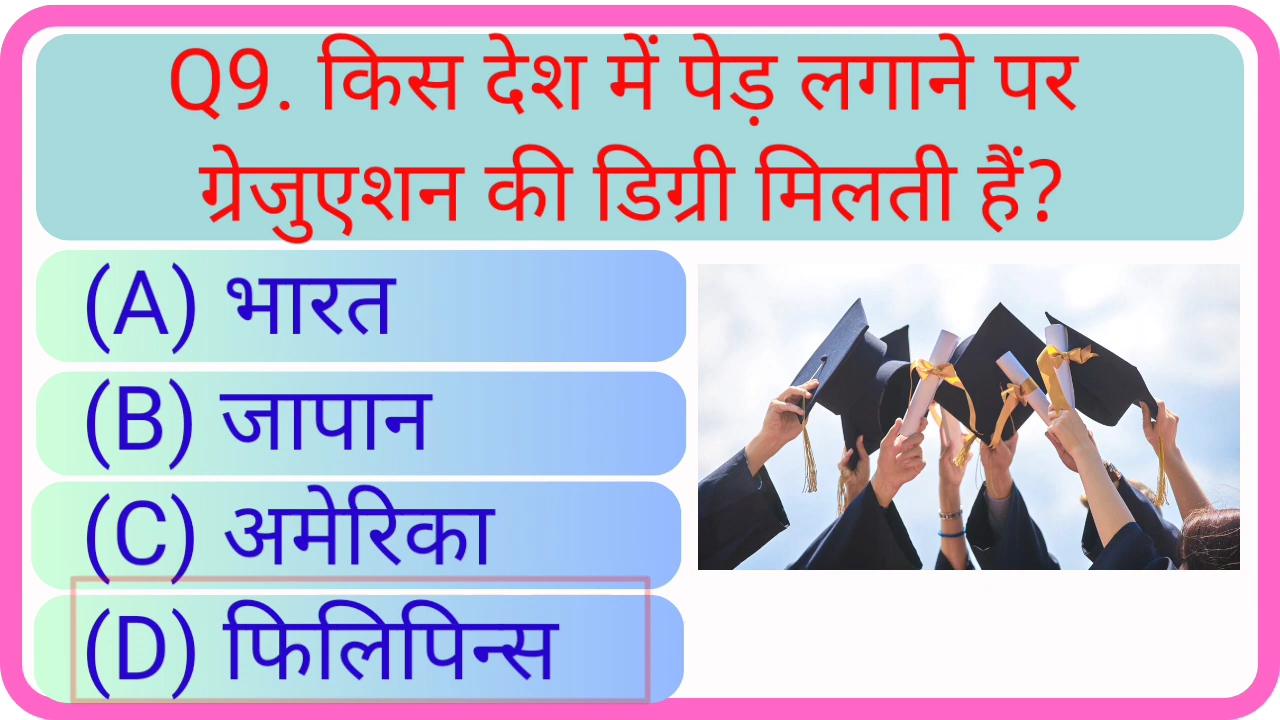 Q9. किस देश में पेड़ लगाने पर
ग्रेजुएशन की डिग्री मिलती हैं?
(A) भारत
(B) जापान
(C) अमेरिका
(D) फिलिपिन्स